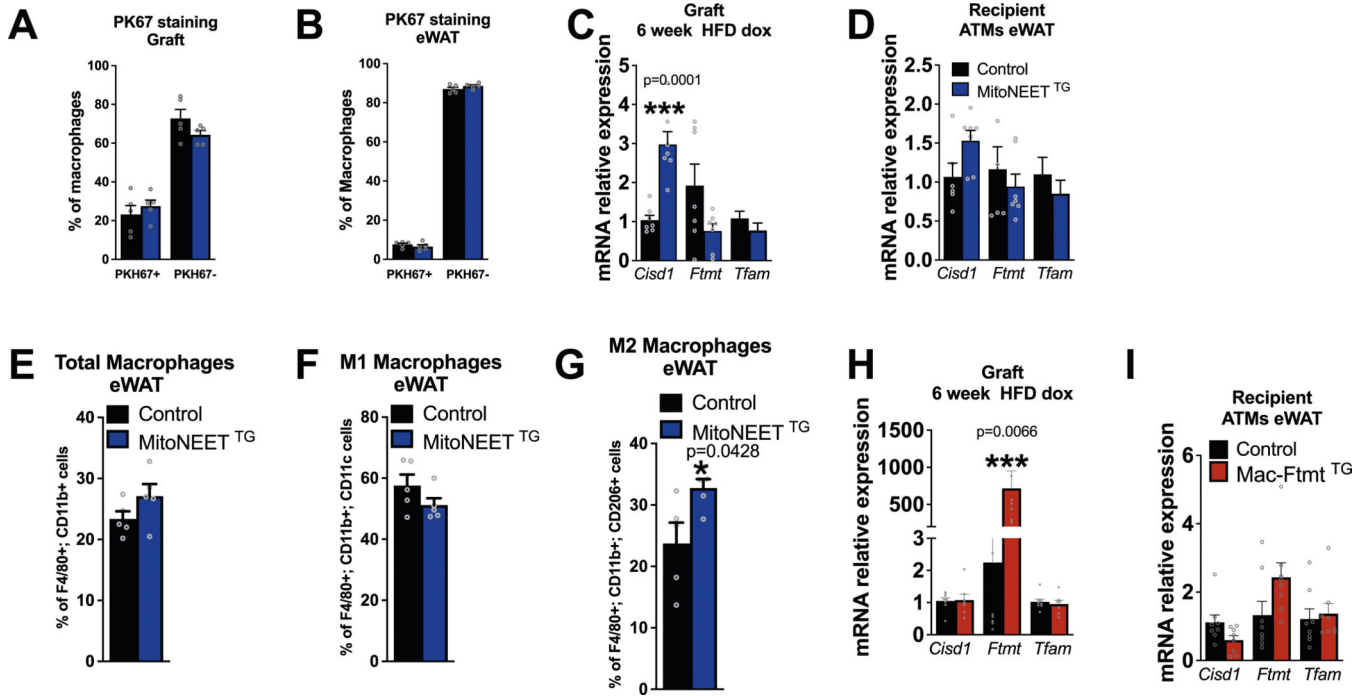 A
PK67 staining
Graft
% of macrophages
100
80
60
40
20
0
PKH67+ PKH67-
B
PK67 staining
eWAT
% of Macrophages
100
80
60
40
20
0
PKH67+ PKH67-
C
Graft
6 week HFD dox
mRNA relative expression
p=0.0001
***
5
4
3
2
1
0
Cisd1 Ftmt Tfam
D
Recipient
ATMs eWAT
Control
MitoNEET TG
mRNA relative expression
2.5
2.0
1.5
1.0
0.5
0.0
Cisd1 Ftmt Tfam
E
Total Macrophages
eWAT
Control
MitoNEET TG
% of F4/80+; CD11b+ cells
40
30
20
10
0
F
M1 Macrophages
eWAT
Control
MitoNEET TG
% of F4/80+; CD11b+; CD11c cells
80
60
40
20
0
G
M2 Macrophages
eWAT
Control
MitoNEET TG
p=0.0428
*
% of F4/80+; CD11b+; CD206+ cells
40
30
20
10
0
H
Graft
6 week HFD dox
mRNA relative expression
p=0.0066
***
1500
1000
500
4
3
2
1
0
Cisd1 Ftmt Tfam
I
Recipient
ATMs eWAT
Control
Mac-Ftmt TG
mRNA relative expression
6
4
2
0
Cisd1 Ftmt Tfam